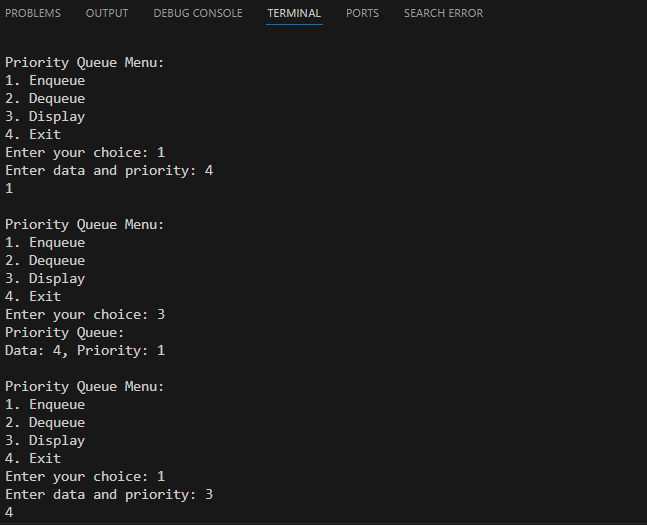 PROBLEMS OUTPUT DEBUG CONSOLE TERMINAL PORTS SEARCH ERROR
Priority Queue Menu:
1. Enqueue
2. Dequeue
3. Display
4. Exit
Enter your choice: 1
Enter data and priority: 4
1
Priority Queue Menu:
1. Enqueue
2. Dequeue
3. Display
4. Exit
Enter your choice: 3
Priority Queue:
Data: 4, Priority: 1
Priority Queue Menu:
1. Enqueue
2. Dequeue
3. Display
4. Exit
Enter your choice: 1
Enter data and priority: 3
4